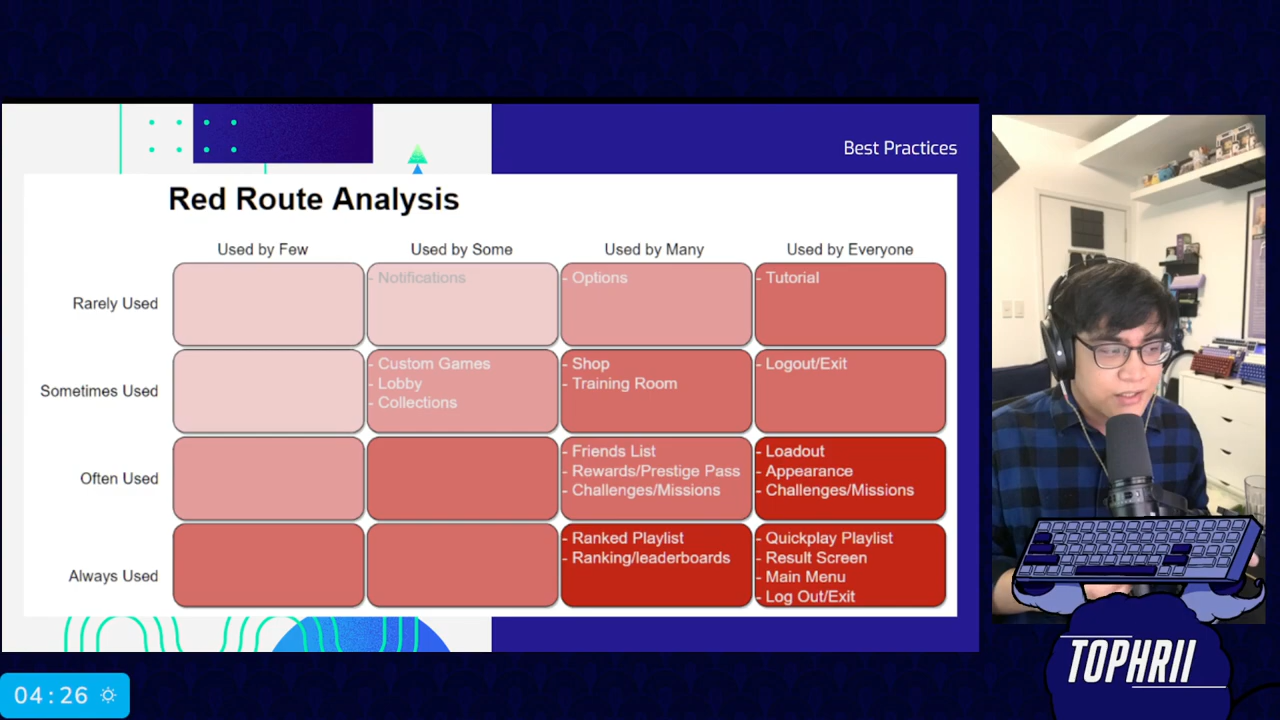 Best Practices
Red Route Analysis
Used by Few
Used by Some
Used by Many
Used by Everyone
Rarely Used
- Notifications
- Options
- Tutorial
Sometimes Used
- Custom Games
- Lobby
- Collections
- Shop
- Training Room
- Logout/Exit
Often Used
- Friends List
- Rewards/Prestige Pass
- Challenges/Missions
- Loadout
- Appearance
- Challenges/Missions
Always Used
- Ranked Playlist
- Ranking/leaderboards
- Quickplay Playlist
- Result Screen
- Main Menu
- Log Out/Exit
04:26
TOPHRII